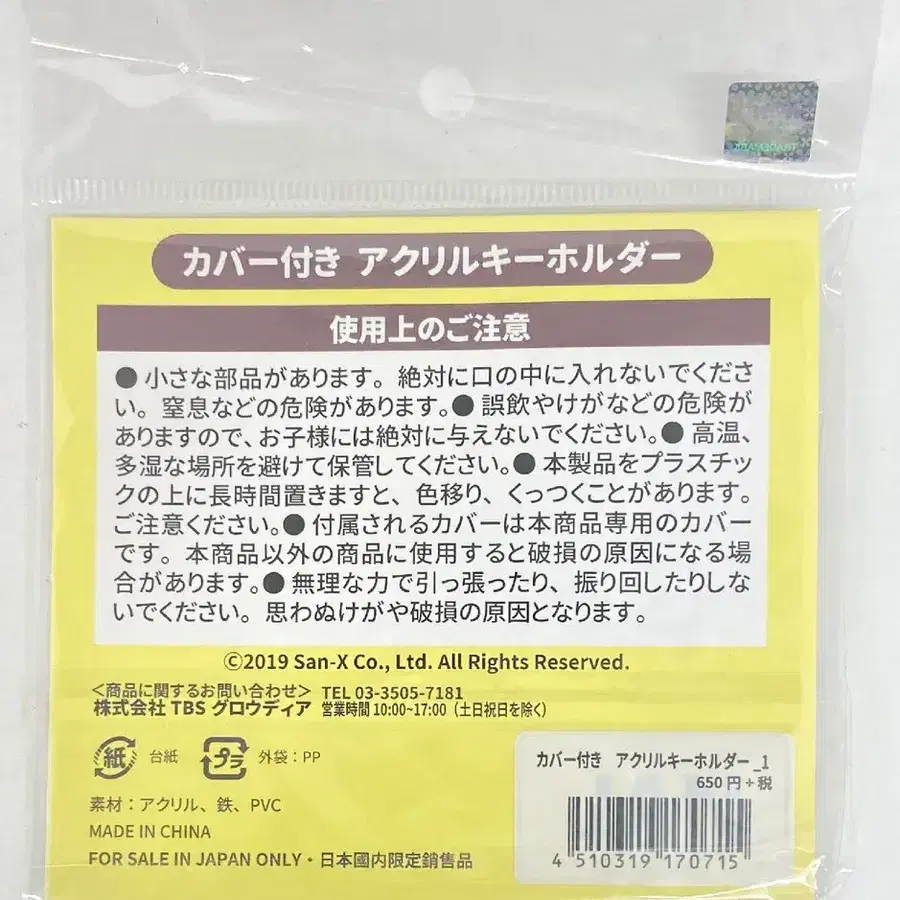 TRADEMARK
カバー付き アクリルキーホルダー
使用上のご注意
● 小さな部品があります。絶対に口の中に入れないでくださ
い。窒息などの危険があります。● 誤飲やけがなどの危険が
ありますので、お子様には絶対に与えないでください。● 高温、
多湿な場所を避けて保管してください。● 本製品をプラスチッ
クの上に長時間置きますと、色移り、くっつくことがあります。
ご注意ください。● 付属されるカバーは本商品専用のカバー
です。本商品以外の商品に使用すると破損の原因になる場
合があります。● 無理な力で引っ張ったり、振り回したりしな
いでください。思わぬけがや破損の原因となります。
©2019 San-X Co., Ltd. All Rights Reserved.
<商品に関するお問い合わせ> TEL 03-3505-7181
株式会社 TBS グロウディア 営業時間 10:00~17:00（土日祝日を除く）
紙 台紙 プラ 外袋：PP
素材：アクリル、鉄、PVC
MADE IN CHINA
FOR SALE IN JAPAN ONLY・日本國内限定銷售品
カバー付き アクリルキーホルダー _1
650 円 + 税
4 510319 170715